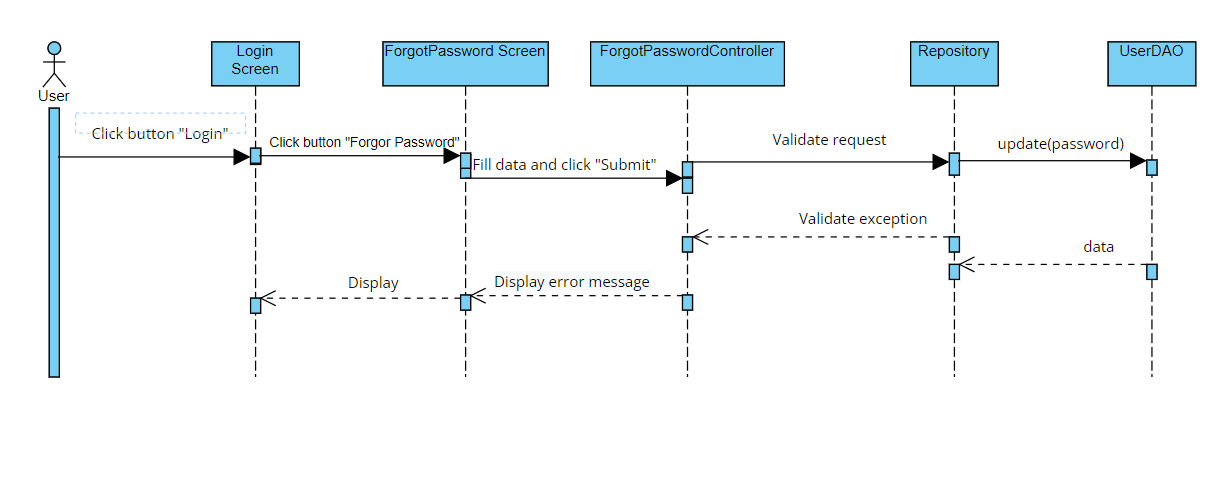 Login
Screen
ForgotPassword Screen
ForgotPasswordController
Repository
UserDAO
User
Click button "Login"
Click button "Forgor Password"
Validate request
update(password)
Fill data and click "Submit"
Validate exception
data
Display
Display error message